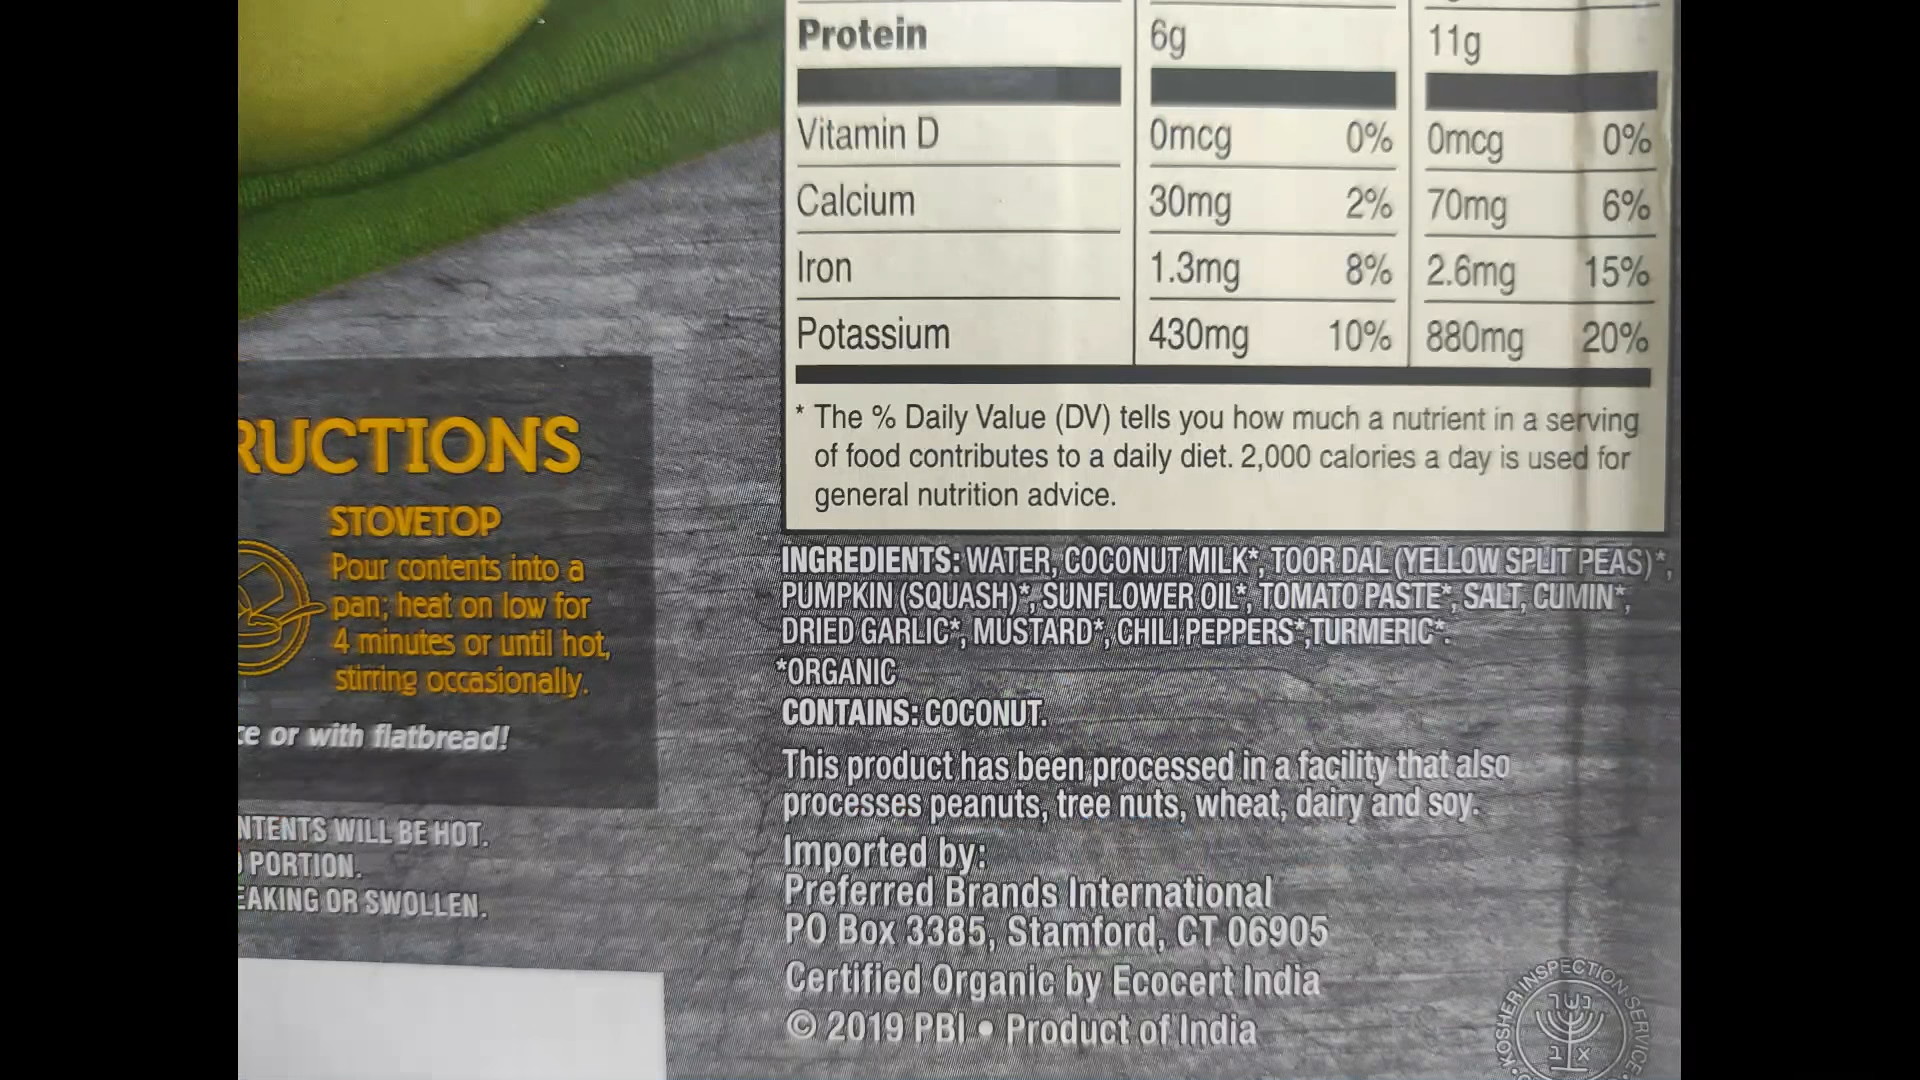 Protein 6g 11g
Vitamin D 0mcg 0% 0mcg 0%
Calcium 30mg 2% 70mg 6%
Iron 1.3mg 8% 2.6mg 15%
Potassium 430mg 10% 880mg 20%
* The % Daily Value (DV) tells you how much a nutrient in a serving
of food contributes to a daily diet. 2,000 calories a day is used for
general nutrition advice.
RUCTIONS
STOVETOP
Pour contents into a
pan; heat on low for
4 minutes or until hot,
stirring occasionally.
ce or with flatbread!
NTENTS WILL BE HOT.
PORTION.
EAKING OR SWOLLEN.
INGREDIENTS: WATER, COCONUT MILK*, TOOR DAL (YELLOW SPLIT PEAS)*,
PUMPKIN (SQUASH)*, SUNFLOWER OIL*, TOMATO PASTE*, SALT, CUMIN*,
DRIED GARLIC*, MUSTARD*, CHILI PEPPERS*,TURMERIC*.
*ORGANIC
CONTAINS: COCONUT.
This product has been processed in a facility that also
processes peanuts, tree nuts, wheat, dairy and soy.
Imported by:
Preferred Brands International
PO Box 3385, Stamford, CT 06905
Certified Organic by Ecocert India
© 2019 PBI • Product of India
KOSHER INSPECTION SERVICE
נשר